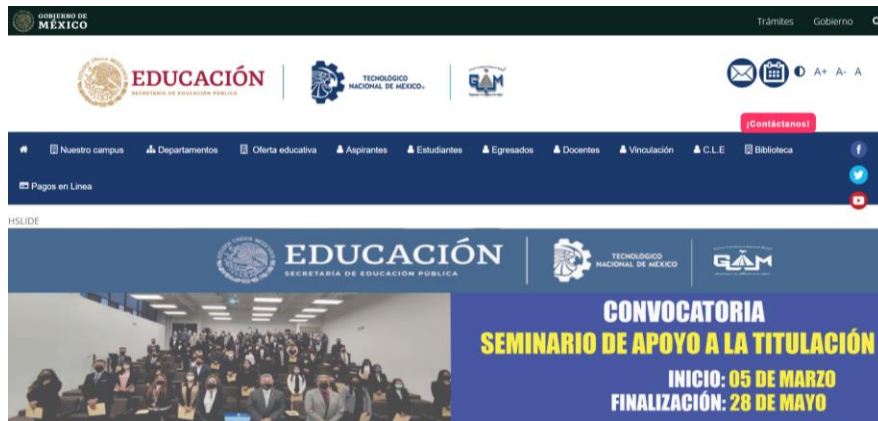 GOBIERNO DE
MÉXICO
Trámites Gobierno
EDUCACIÓN
SECRETARÍA DE EDUCACIÓN PÚBLICA
TECNOLÓGICO
NACIONAL DE MÉXICO®
GAM
A+ A- A
¡Contáctanos!
Nuestro campus Departamentos Oferta educativa Aspirantes Estudiantes Egresados Docentes Vinculación C.L.E Biblioteca
Pagos en Linea
HSLIDE
EDUCACIÓN
SECRETARÍA DE EDUCACIÓN PÚBLICA
TECNOLÓGICO
NACIONAL DE MÉXICO
GAM
CONVOCATORIA
SEMINARIO DE APOYO A LA TITULACIÓN
INICIO: 05 DE MARZO
FINALIZACIÓN: 28 DE MAYO